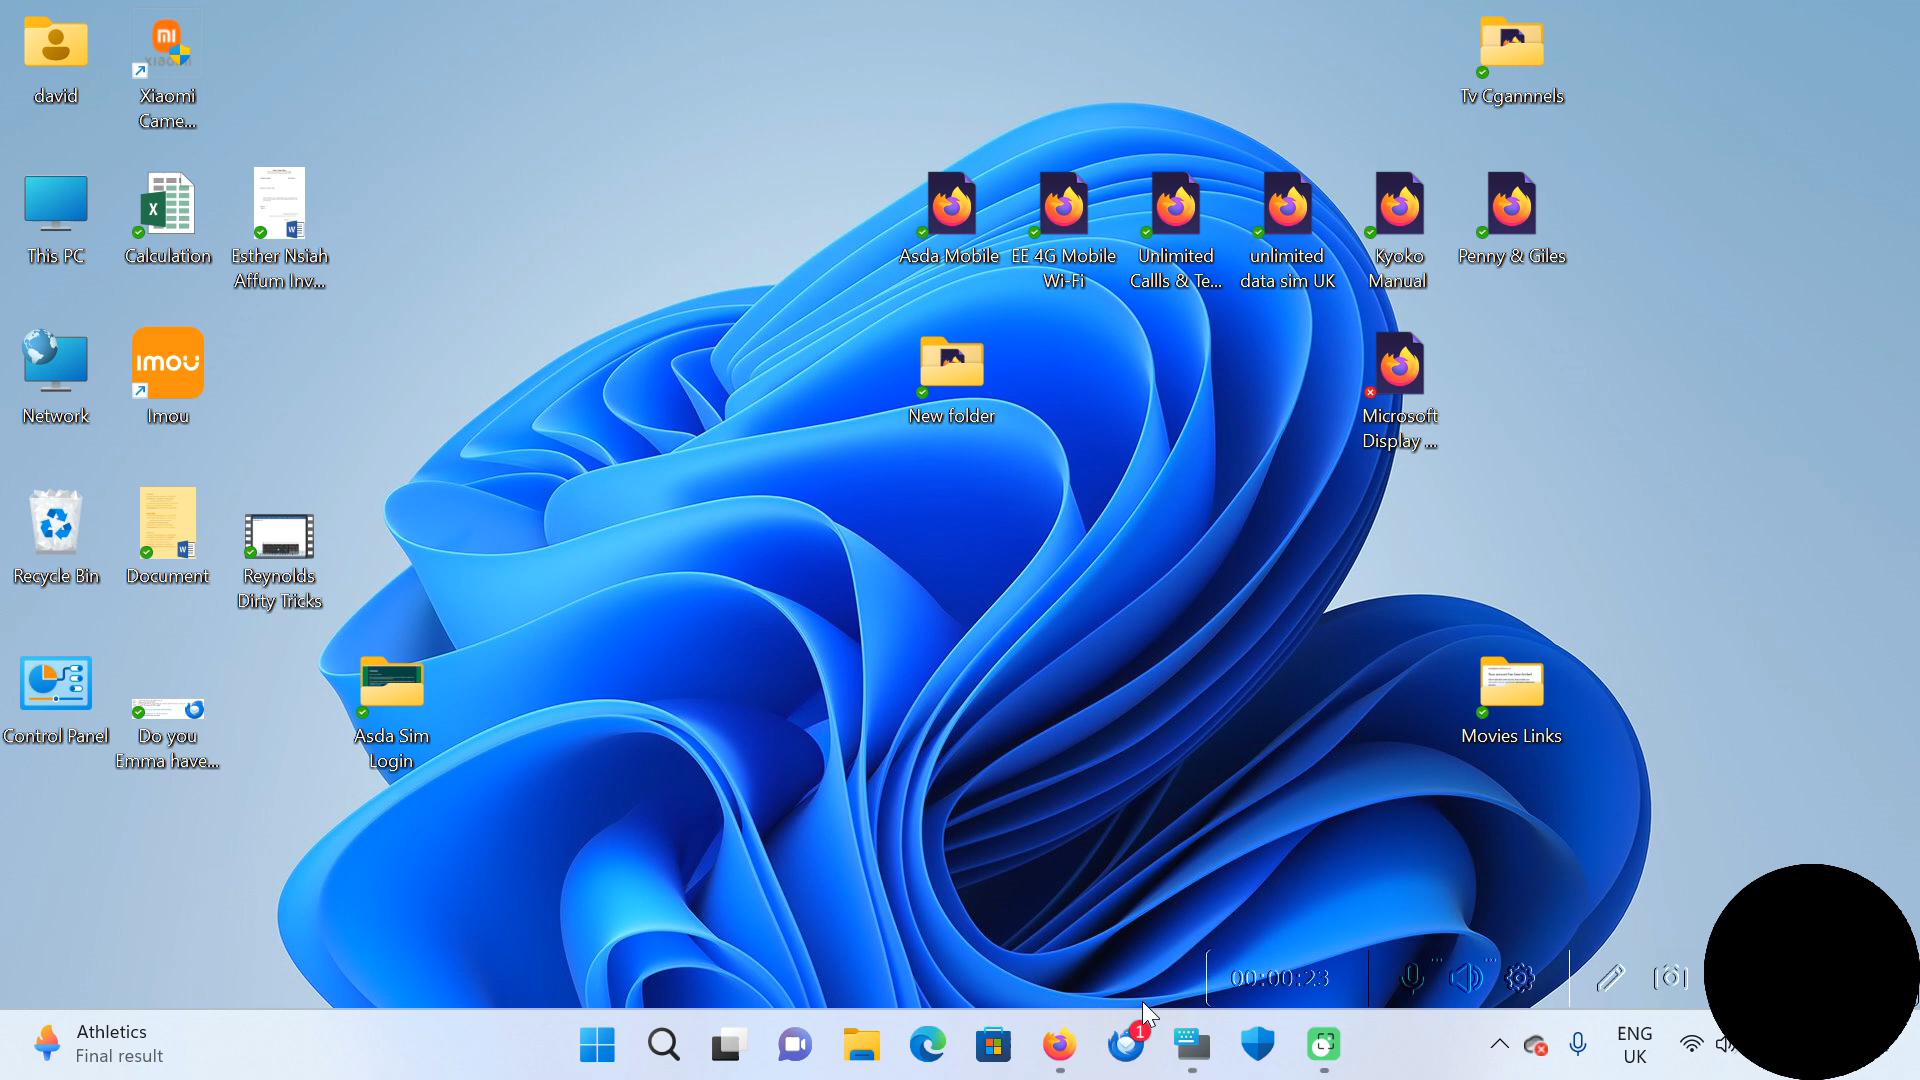 david
Xiaomi
Came...
Tv Cgannnels
This PC
Calculation
Esther Nsiah
Affum Inv...
Asda Mobile
EE 4G Mobile
Wi-Fi
Unlimited
Callls & Te...
unlimited
data sim UK
Kyoko
Manual
Penny & Giles
Network
imou
Imou
New folder
Microsoft
Display ...
Recycle Bin
Document
Reynolds
Dirty Tricks
Control Panel
Do you
Emma have...
Asda Sim
Login
Movies Links
00:00:23
Athletics
Final result
1
ENG
UK